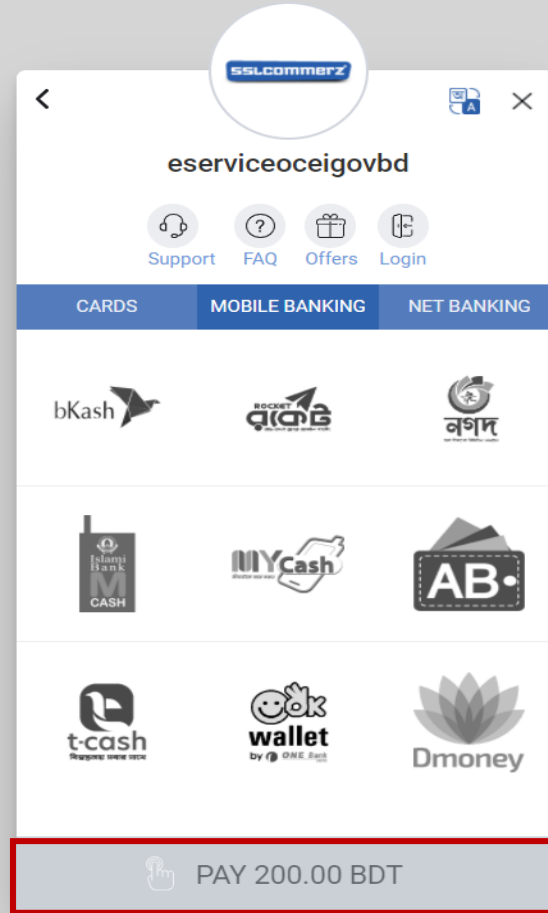 SSLCOMMERZ
eserviceoceigovbd
Support FAQ Offers Login
CARDS MOBILE BANKING NET BANKING
bKash
ROCKET
রকেট
নগদ
Islami
Bank
M
CASH
MYCash
AB
t-cash
OK
wallet
by ONE Bank
Dmoney
PAY 200.00 BDT